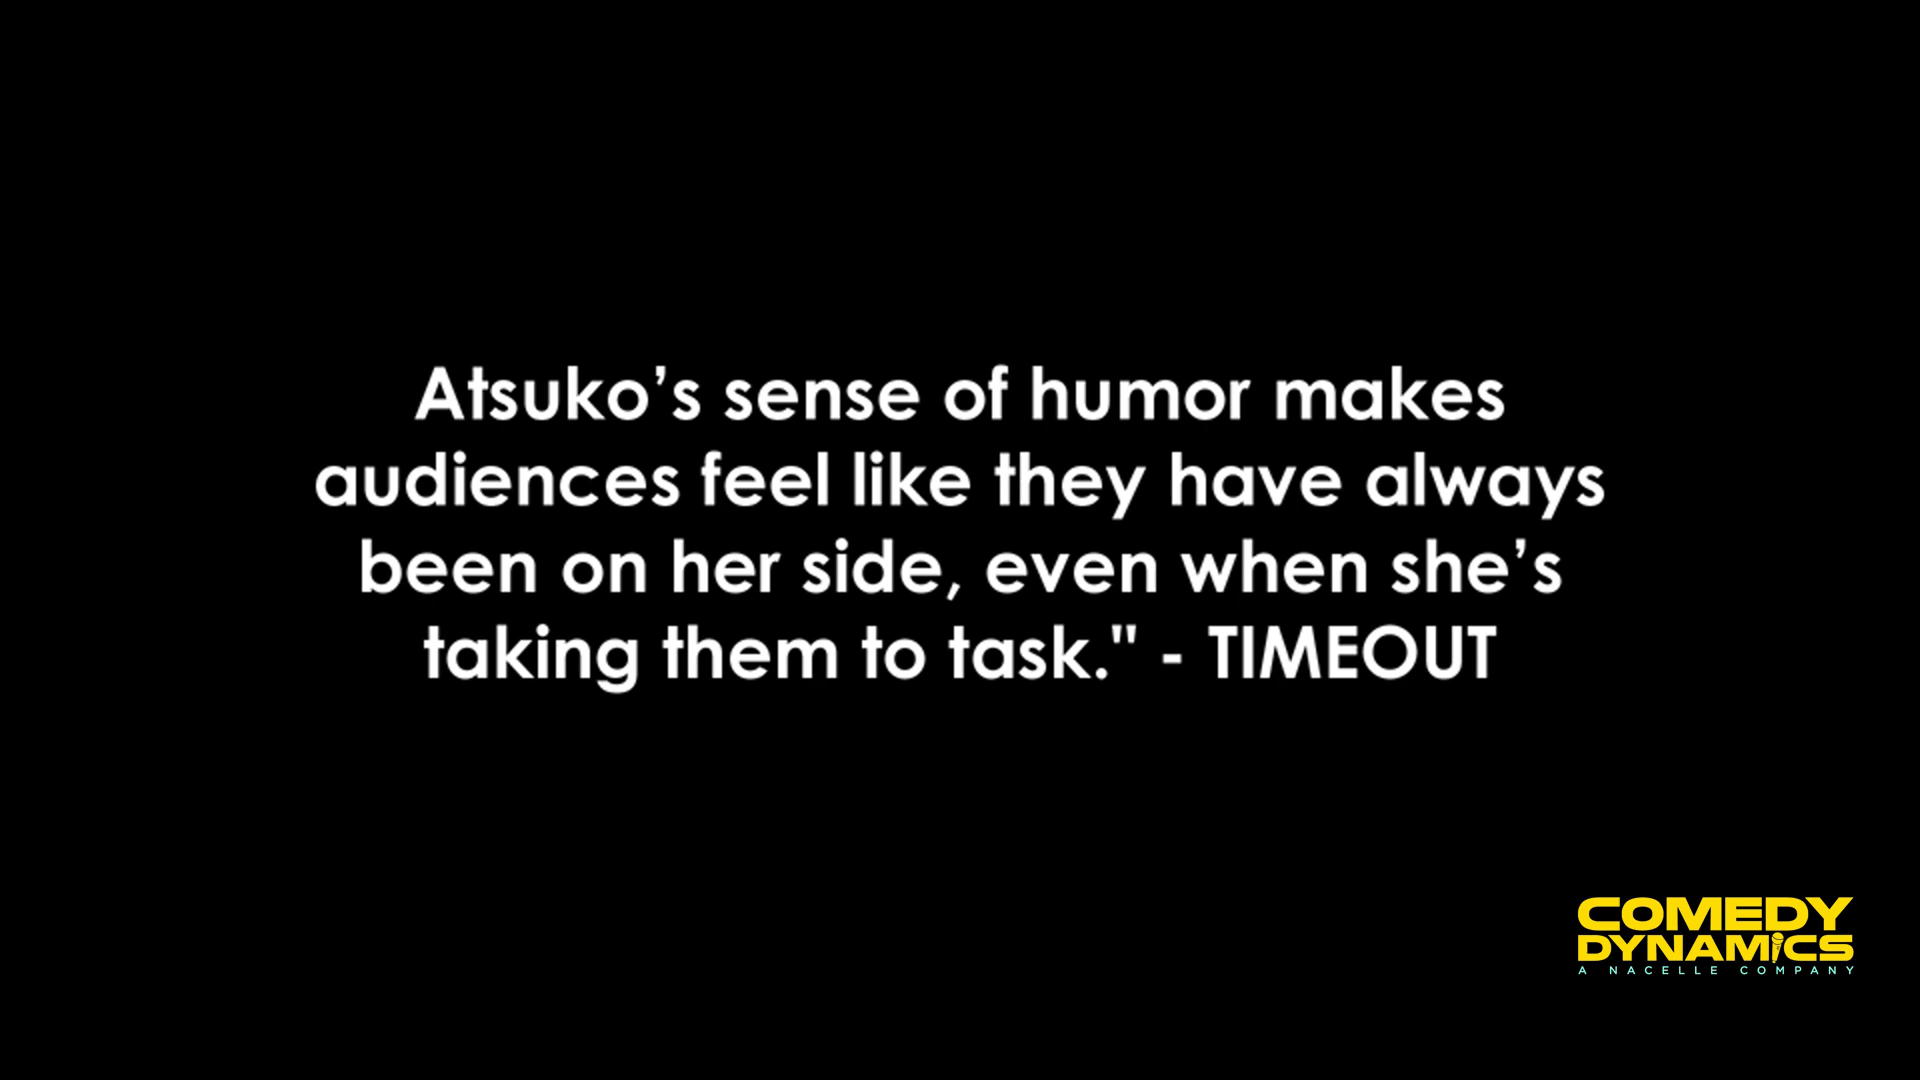 Atsuko’s sense of humor makes
audiences feel like they have always
been on her side, even when she’s
taking them to task." - TIMEOUT
COMEDY
DYNAMICS
A NACELLE COMPANY